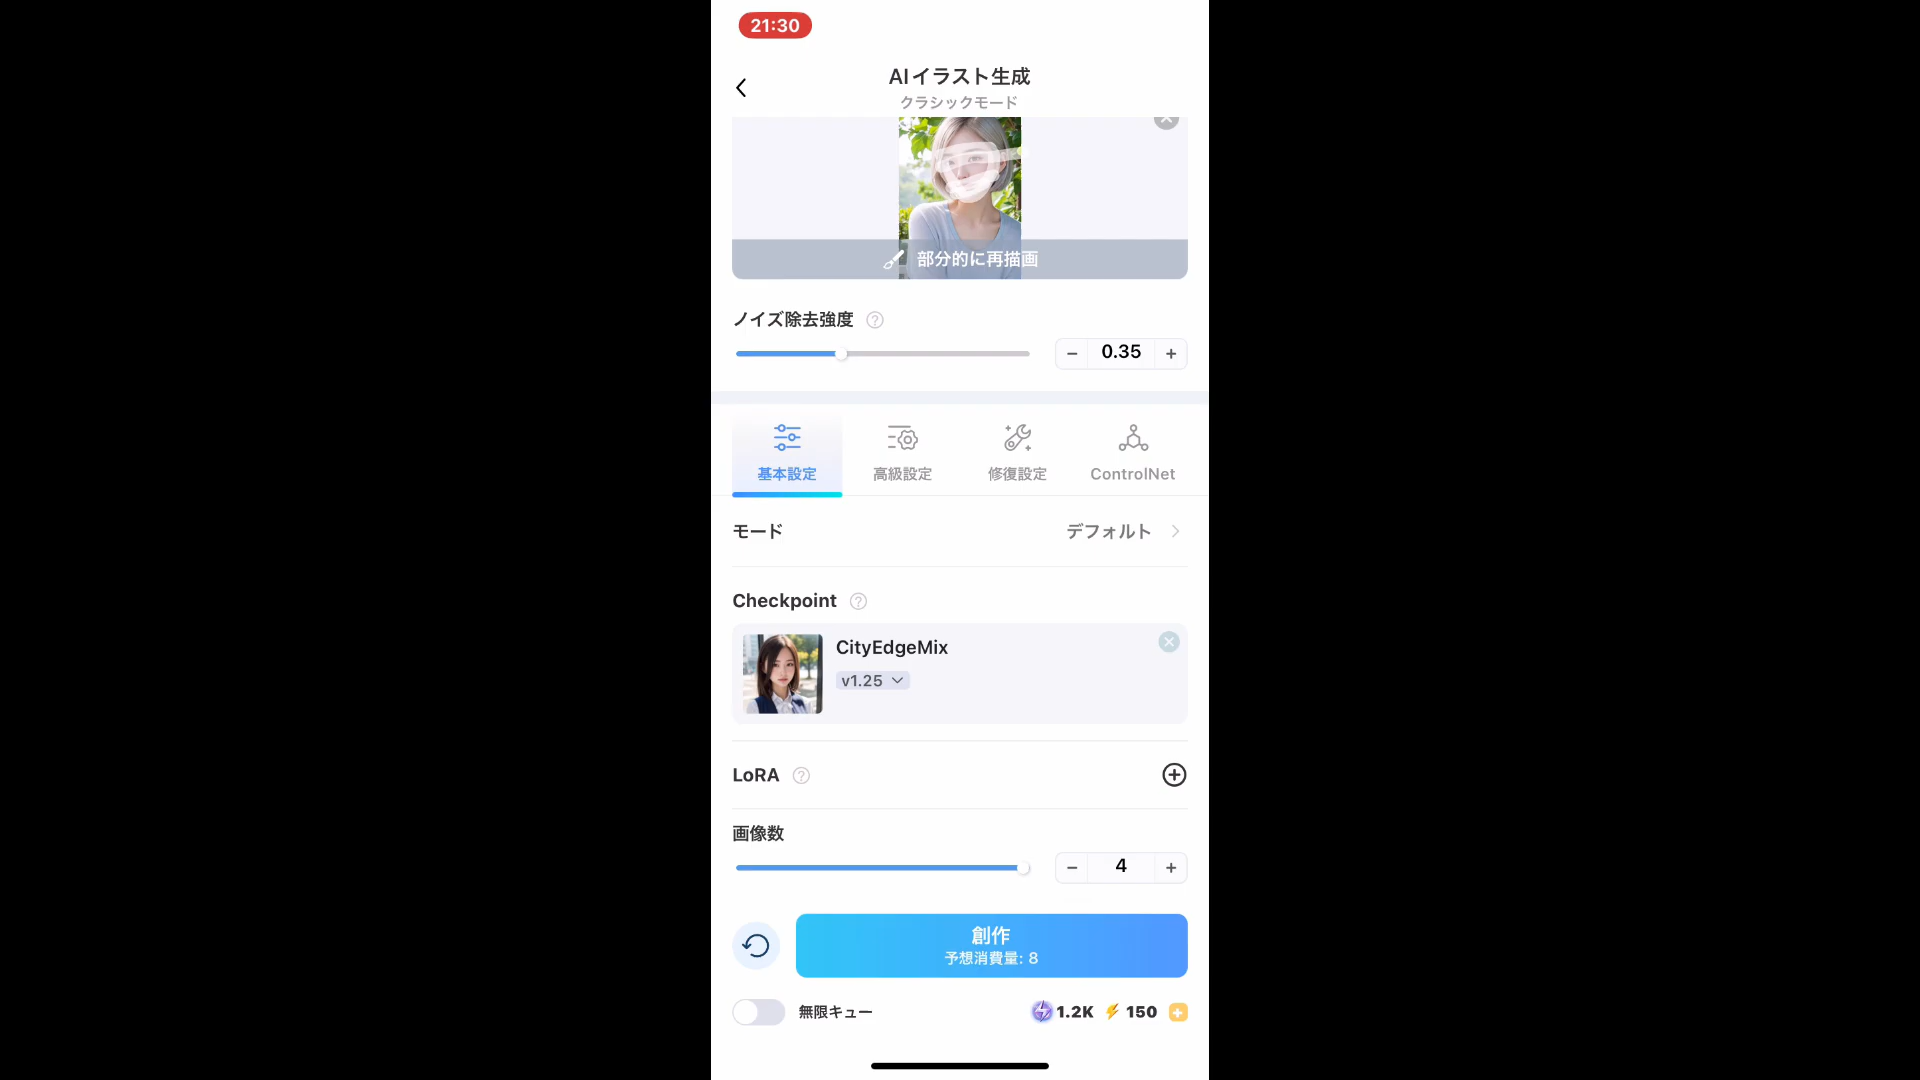 21:30
AIイラスト生成
クラシックモード
部分的に再描画
ノイズ除去強度 ?
− 0.35 +
基本設定 高級設定 修復設定 ControlNet
モード デフォルト
Checkpoint ?
CityEdgeMix
v1.25
LoRA ?
画像数
− 4 +
創作
予想消費量: 8
無限キュー 1.2K 150